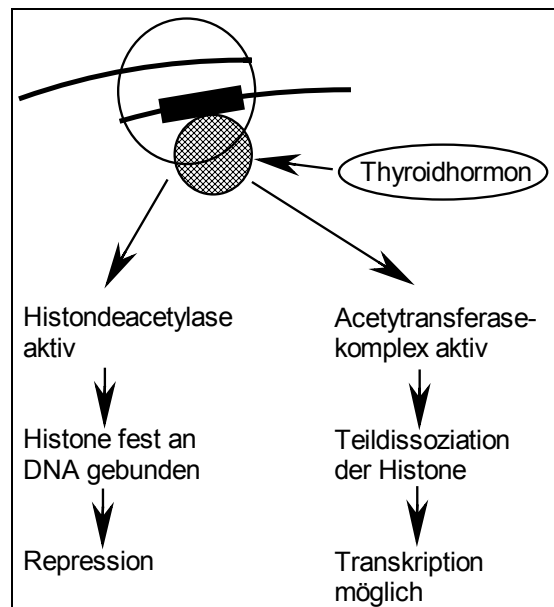 Thyroidhormon
Histondeacetylase
aktiv
Histone fest an
DNA gebunden
Repression
Acetytransferase-
komplex aktiv
Teildissoziation
der Histone
Transkription
möglich